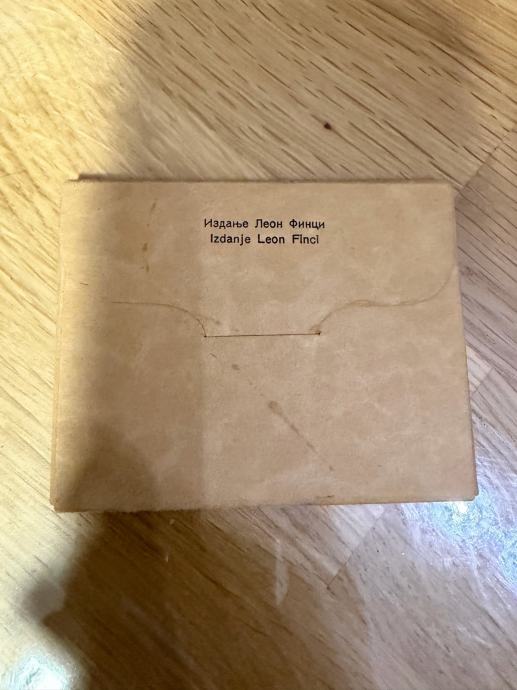 Издање Леон Финци
Izdanje Leon Finci